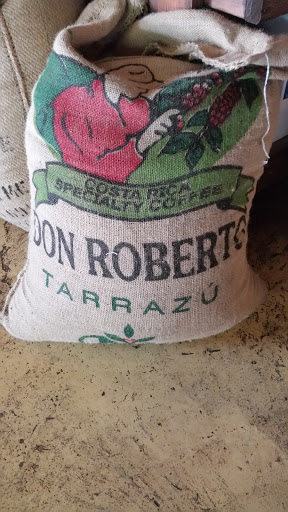 COSTA RICA
SPECIALTY COFFEE
DON ROBERTO
TARRAZÚ